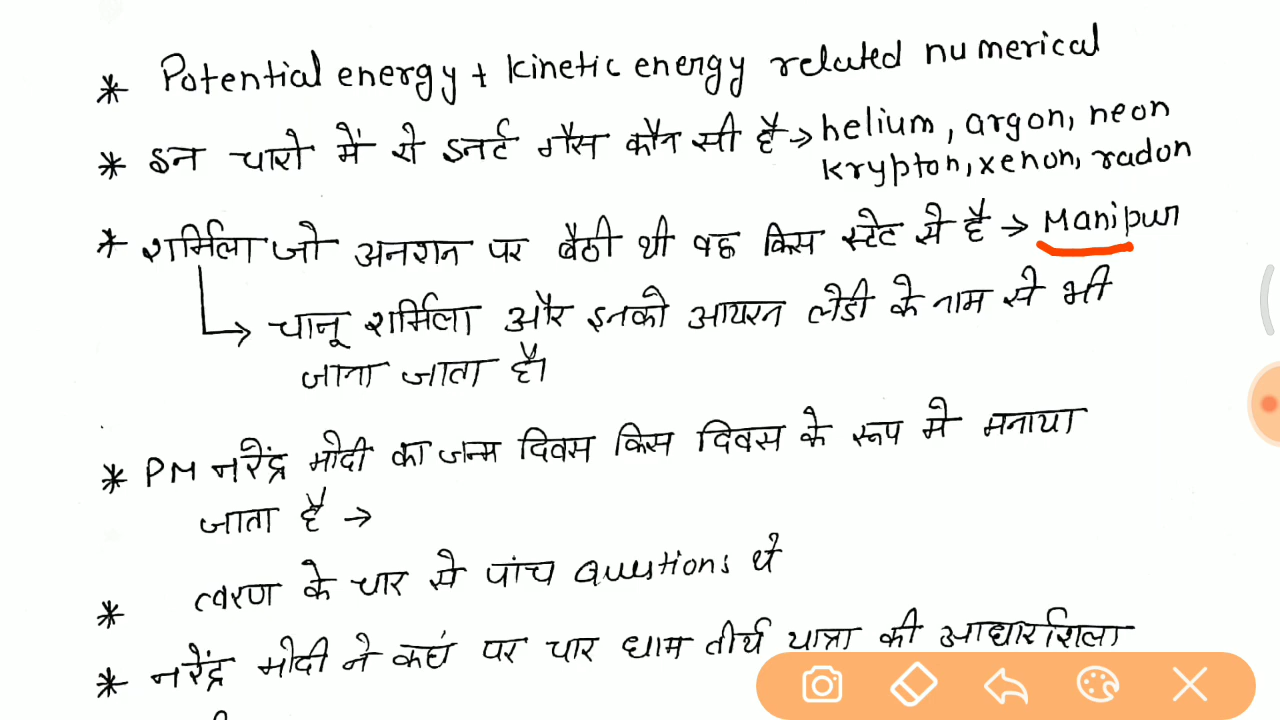 * Potential energy + kinetic energy related numerical
* इन चारो में से इनर्ट गैस कौन सी है → helium, argon, neon
krypton, xenon, radon
* शर्मिला जो अनशन पर बैठी थी वह किस स्टेट से है → Manipur
→ चानू शर्मिला और इनको आयरन लेडी के नाम से भी
जाना जाता है।
* PM नरेंद्र मोदी का जन्म दिवस किस दिवस के रूप मे मनाया
जाता है →
* त्वरण के चार से पांच Questions थे
* नरेंद्र मोदी ने कहां पर चार धाम तीर्थ यात्रा की आधारशिला